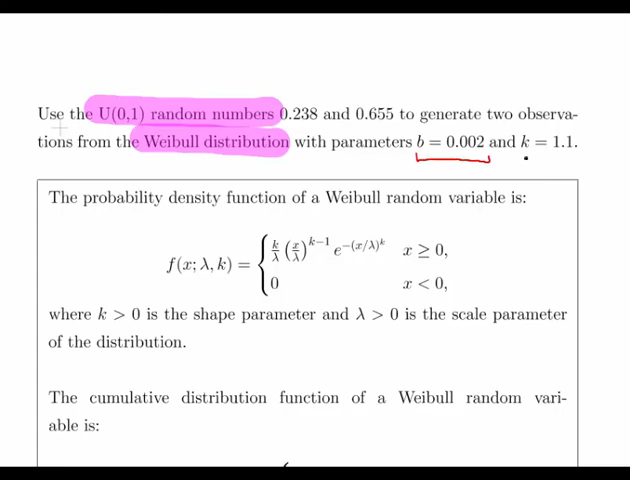 Use the U(0,1) random numbers 0.238 and 0.655 to generate two observa-
tions from the Weibull distribution with parameters b = 0.002 and k = 1.1.
The probability density function of a Weibull random variable is:
f(x; λ, k) = { k/λ (x/λ)^{k−1} e^{−(x/λ)^k} x ≥ 0,
0 x < 0,
where k > 0 is the shape parameter and λ > 0 is the scale parameter
of the distribution.
The cumulative distribution function of a Weibull random vari-
able is: